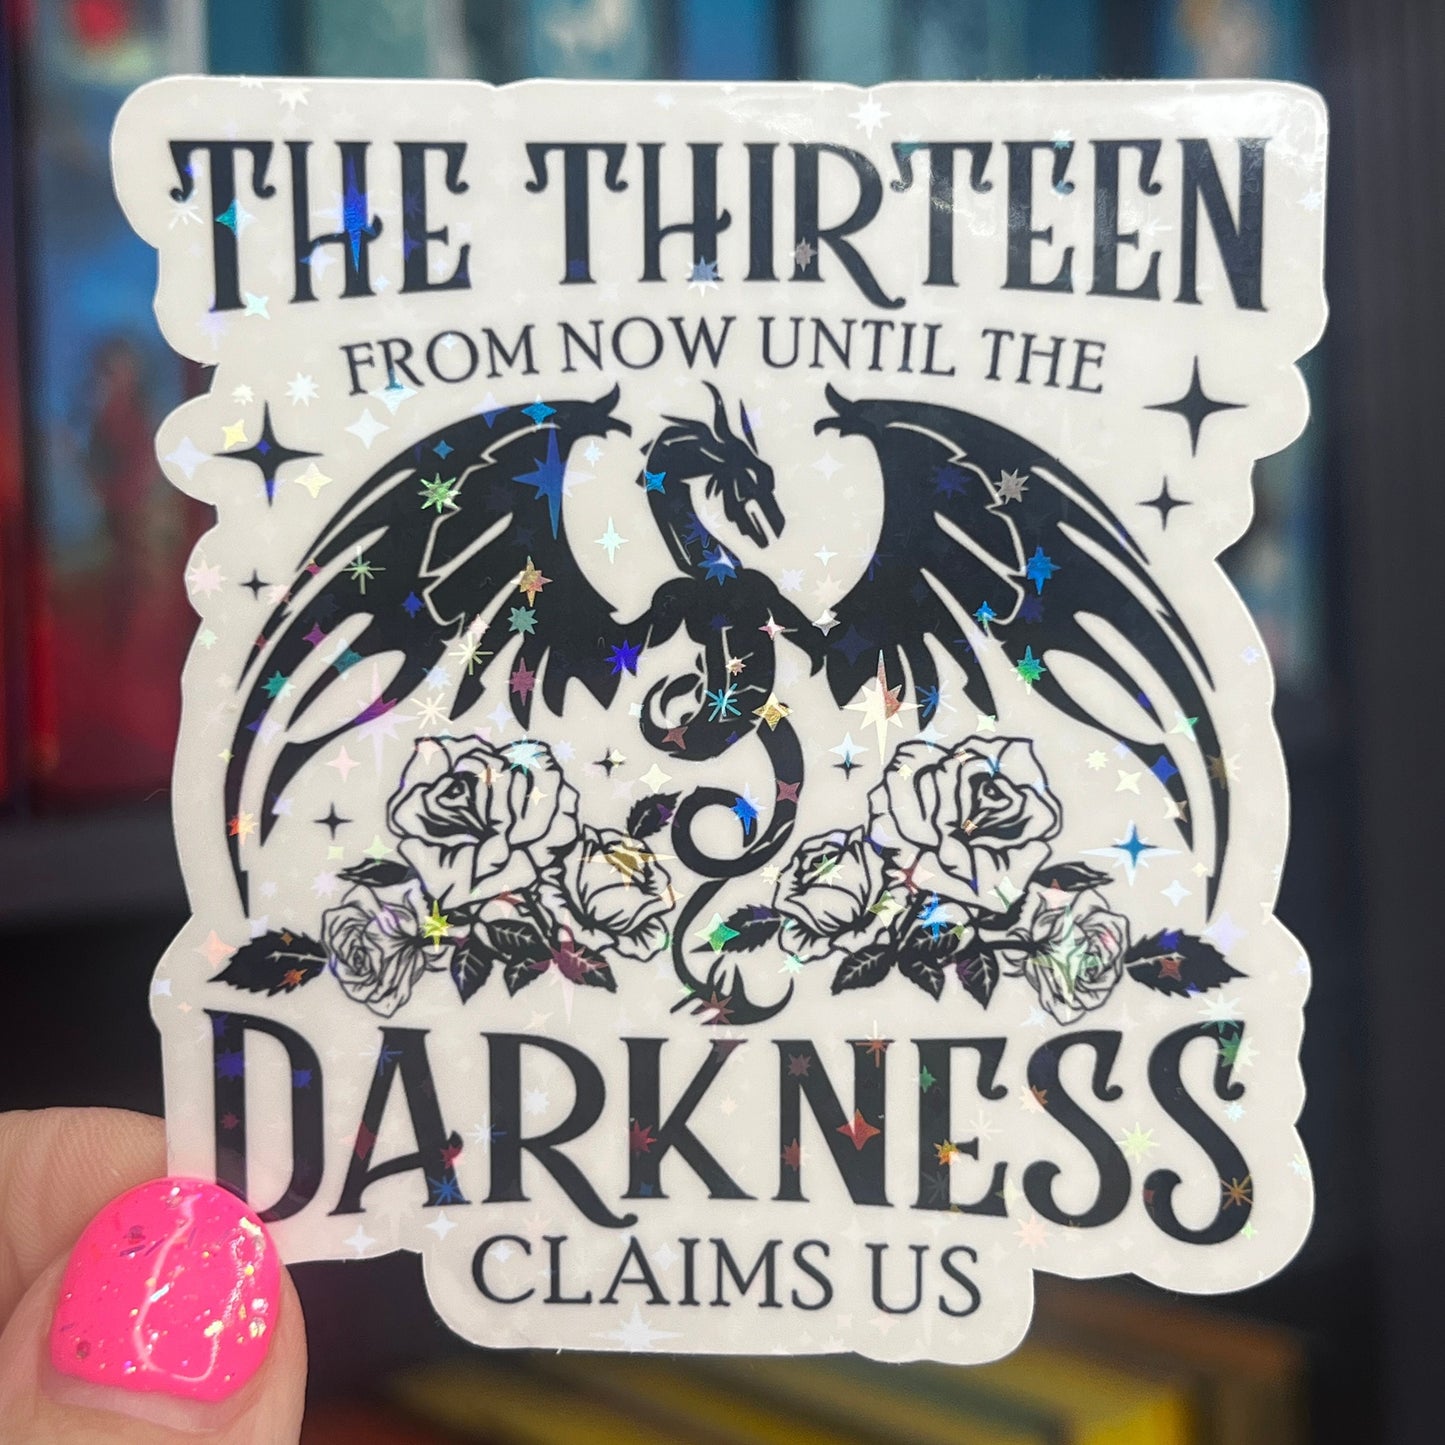 THE THIRTEEN
FROM NOW UNTIL THE
DARKNESS
CLAIMS US